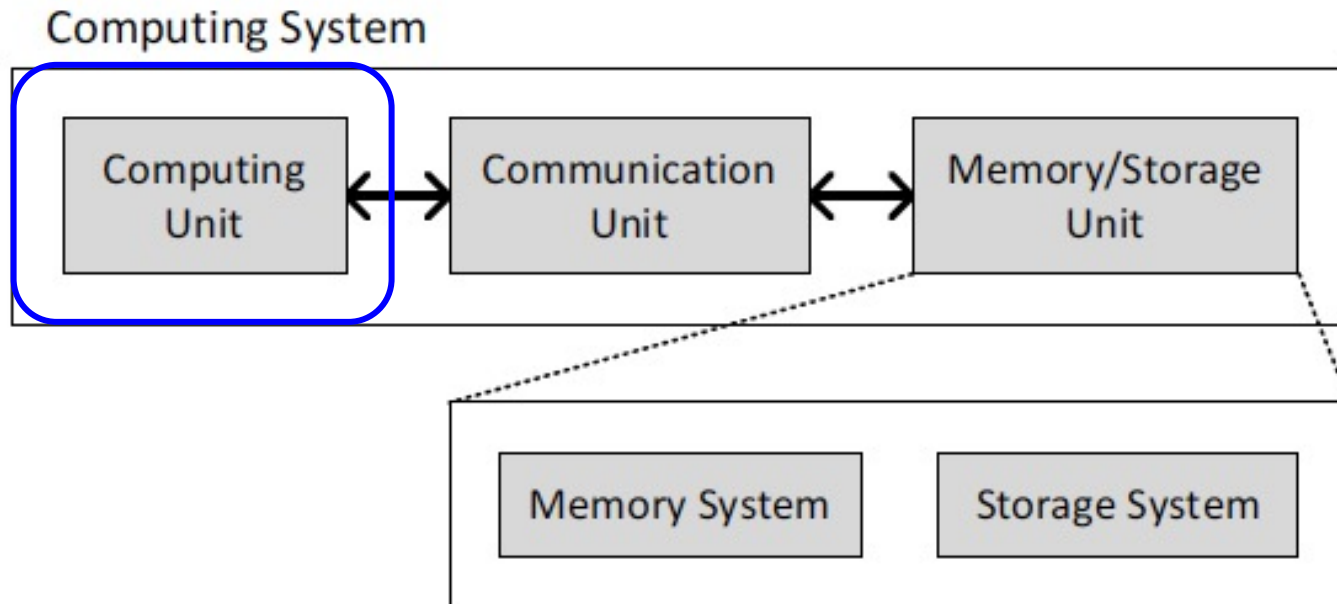 Computing System
Computing
Unit
Communication
Unit
Memory/Storage
Unit
Memory System
Storage System